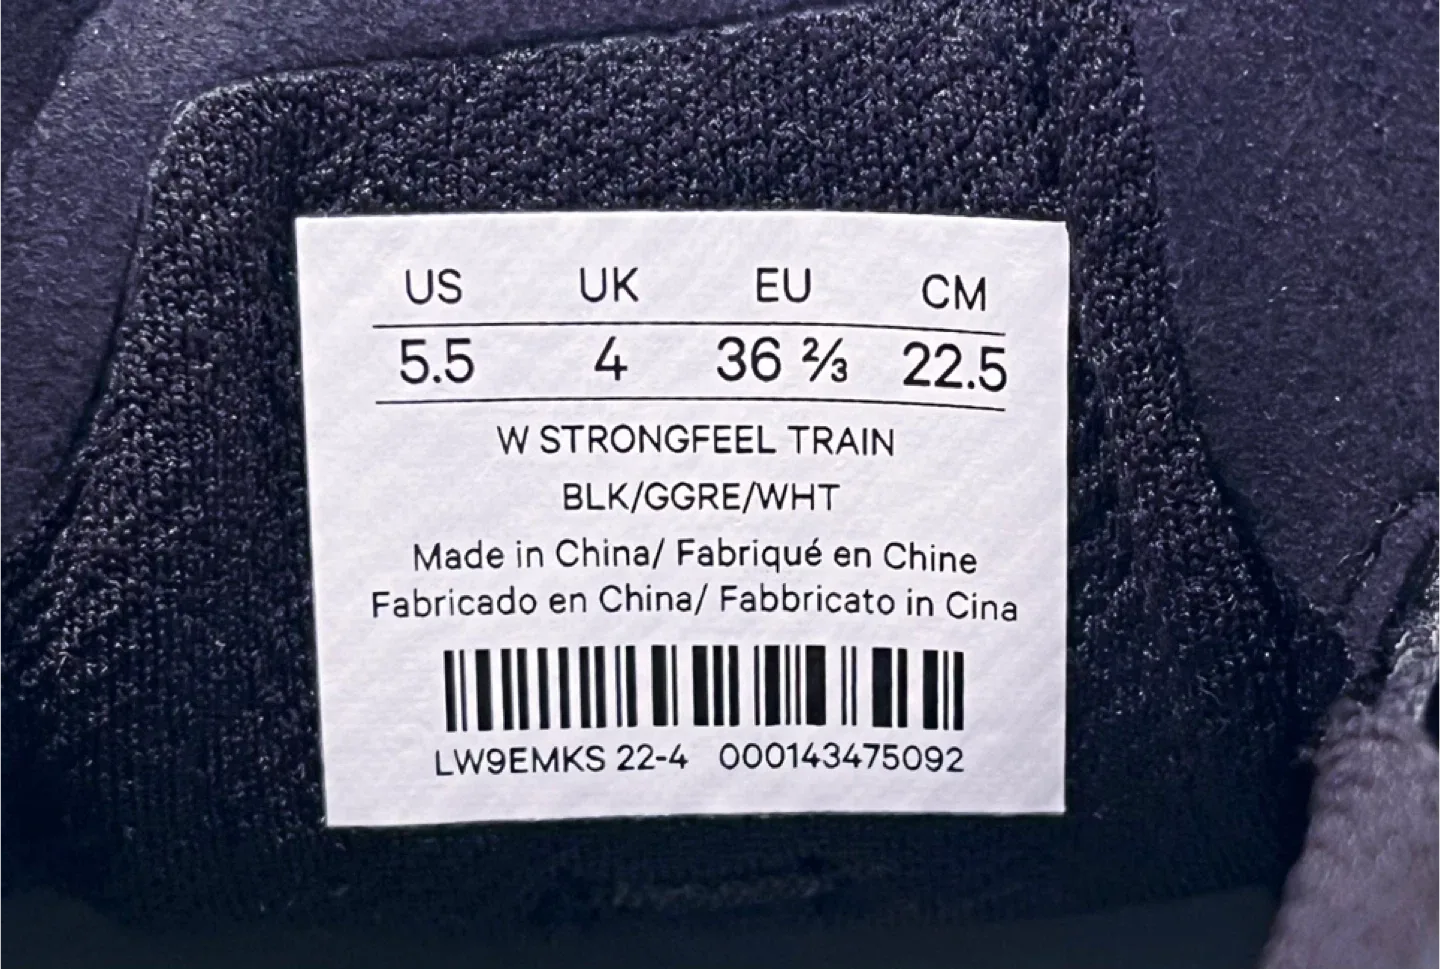 US UK EU CM
5.5 4 36 ⅔ 22.5
W STRONGFEEL TRAIN
BLK/GGRE/WHT
Made in China/ Fabriqué en Chine
Fabricado en China/ Fabbricato in Cina
LW9EMKS 22-4 000143475092